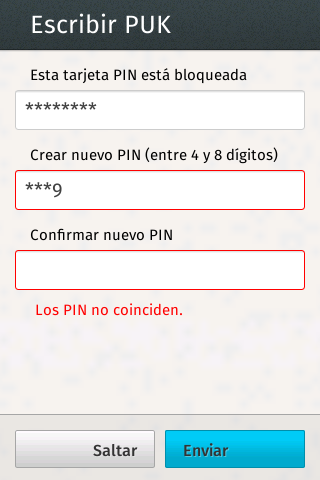 Escribir PUK
Esta tarjeta PIN está bloqueada
********
Crear nuevo PIN (entre 4 y 8 dígitos)
***9
Confirmar nuevo PIN
Los PIN no coinciden.
Saltar
Enviar